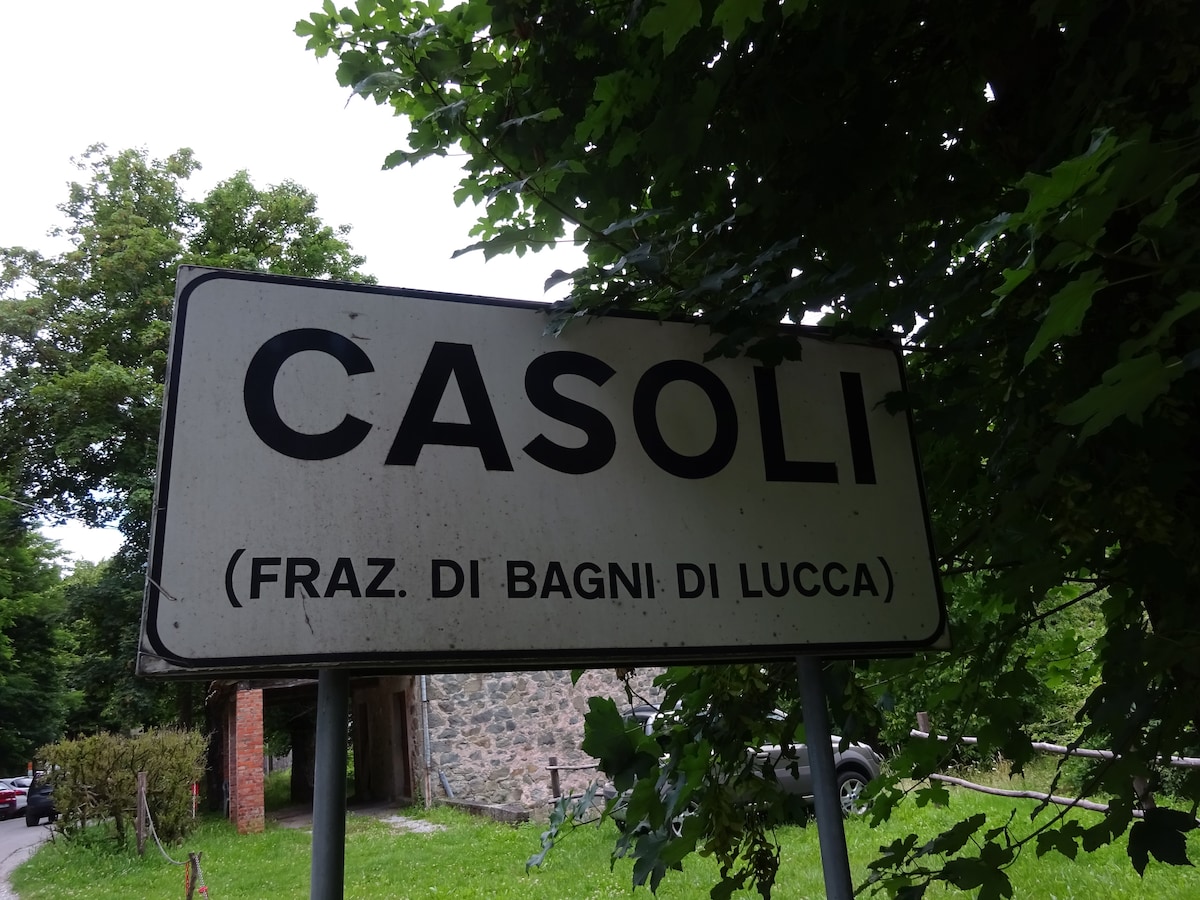 CASOLI
(FRAZ. DI BAGNI DI LUCCA)